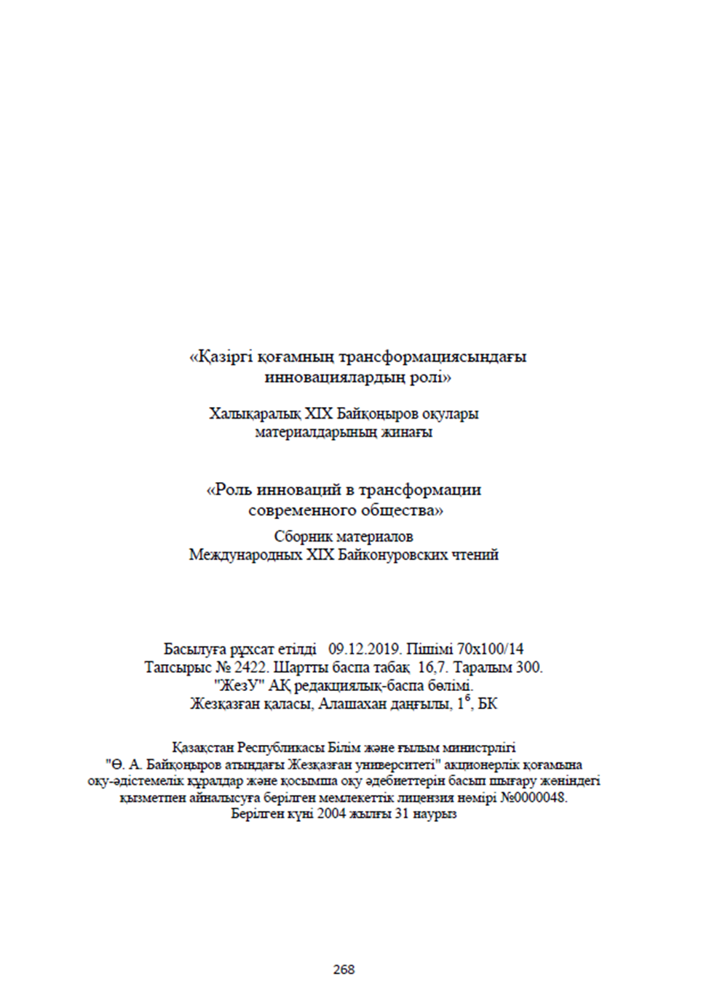 «Қазіргі қоғамның трансформациясындағы
инновациялардың ролі»
Халықаралық XIX Байқоңыров оқулары
материалдарының жинағы
«Роль инноваций в трансформации
современного общества»
Сборник материалов
Международных XIX Байконуровских чтений
Басылуға рұхсат етілді 09.12.2019. Пішімі 70х100/14
Тапсырыс № 2422. Шартты баспа табақ 16,7. Таралым 300.
"ЖезУ" АҚ редакциялық-баспа бөлімі.
Жезқазған қаласы, Алашахан даңғылы, 1⁶, БК
Қазақстан Республикасы Білім және ғылым министрлігі
"Ө. А. Байқоңыров атындағы Жезқазған университеті" акционерлік қоғамына
оқу-әдістемелік құралдар және қосымша оқу әдебиеттерін басып шығару жөніндегі
қызметпен айналысуға берілген мемлекеттік лицензия нөмірі №0000048.
Берілген күні 2004 жылғы 31 наурыз
268